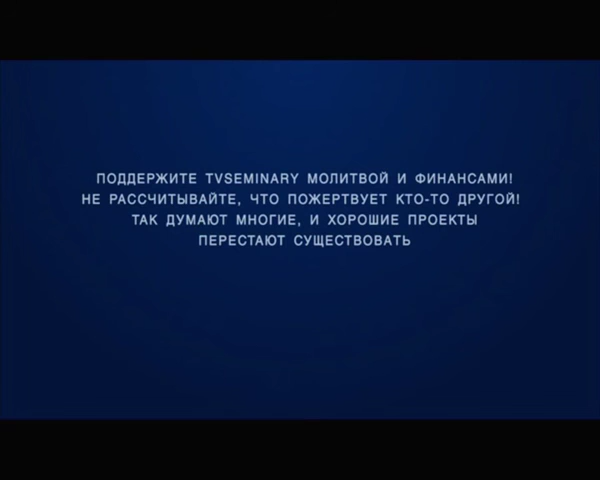 ПОДДЕРЖИТЕ TVSEMINARY МОЛИТВОЙ И ФИНАНСАМИ!
НЕ РАССЧИТЫВАЙТЕ, ЧТО ПОЖЕРТВУЕТ КТО-ТО ДРУГОЙ!
ТАК ДУМАЮТ МНОГИЕ, И ХОРОШИЕ ПРОЕКТЫ
ПЕРЕСТАЮТ СУЩЕСТВОВАТЬ